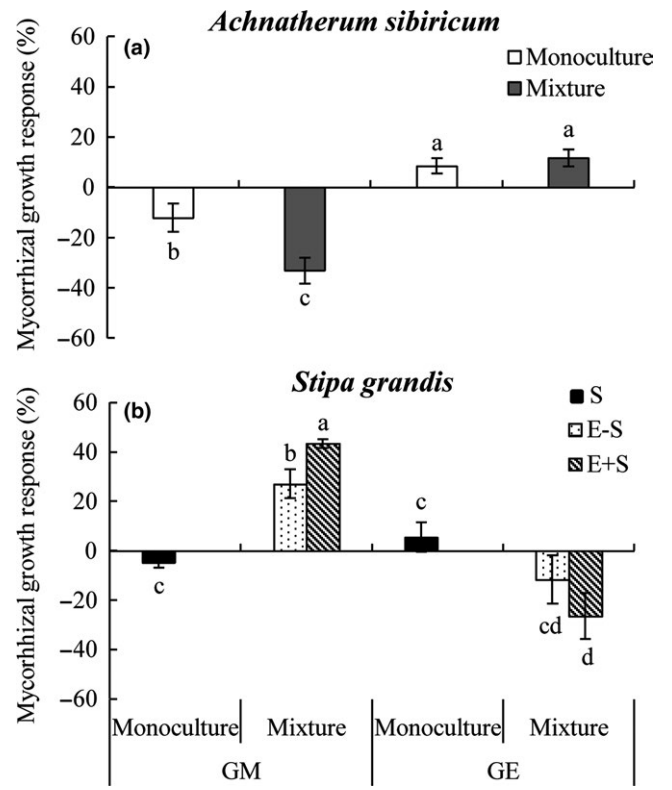 Achnatherum sibiricum
Mycorrhizal growth response (%)
(a)
Monoculture
Mixture
60
40
20
0
−20
−40
−60
b
c
a
a
Stipa grandis
Mycorhhizal growth response (%)
(b)
S
E-S
E+S
60
40
20
0
−20
−40
−60
c
b
a
c
cd
d
Monoculture Mixture Monoculture Mixture
GM GE